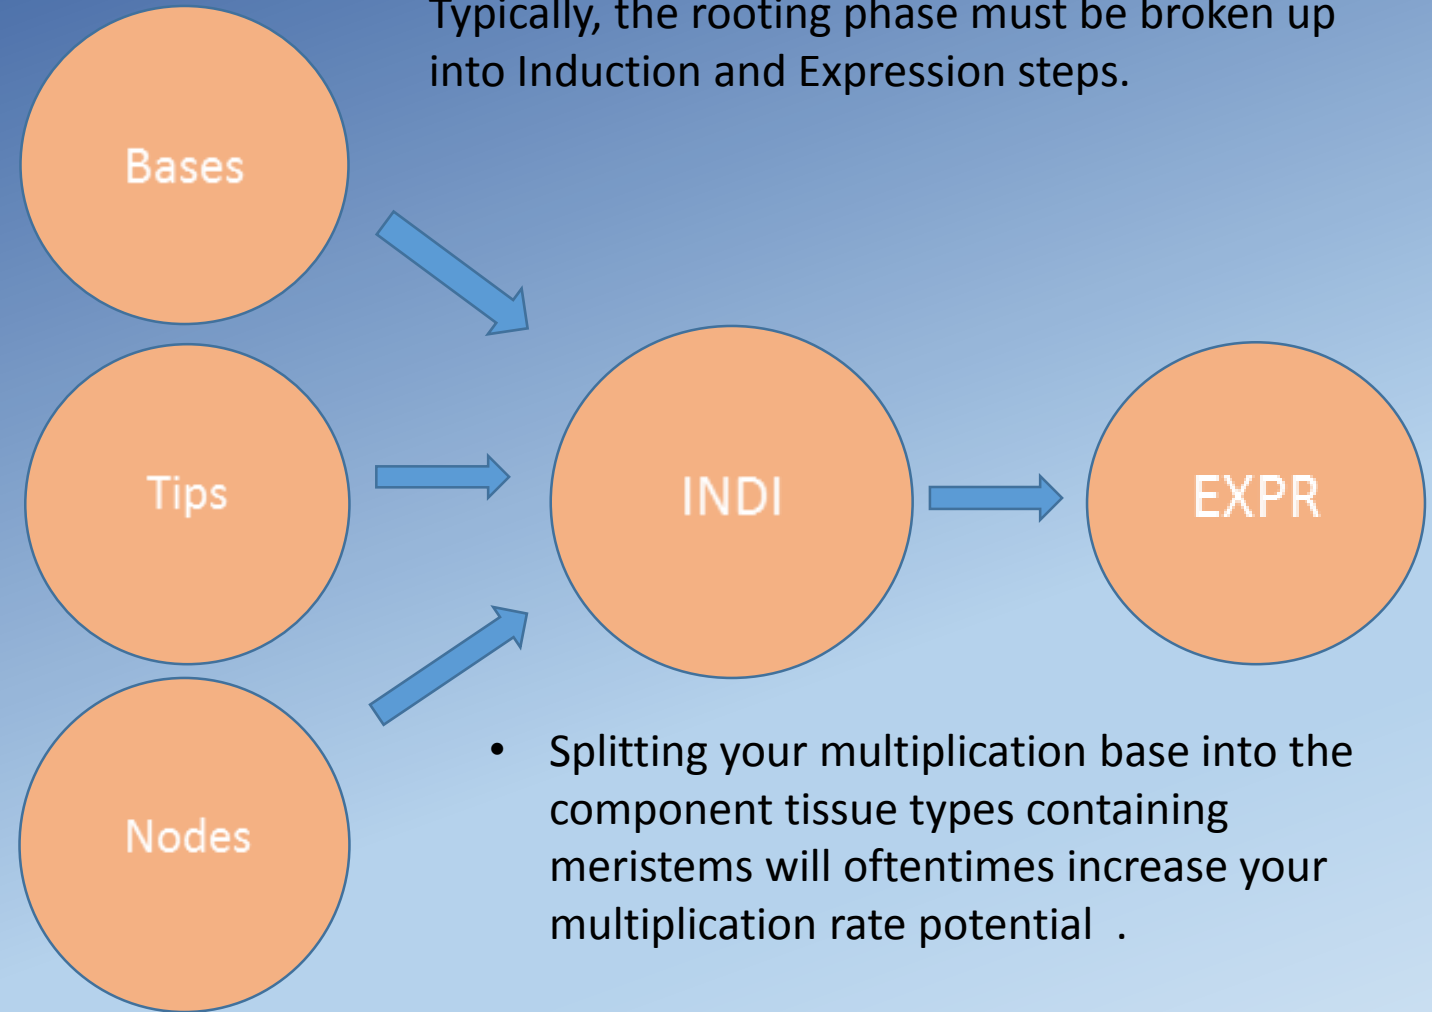 Typically, the rooting phase must be broken up
into Induction and Expression steps.
Bases
Tips
INDI
EXPR
Nodes
• Splitting your multiplication base into the
component tissue types containing
meristems will oftentimes increase your
multiplication rate potential .